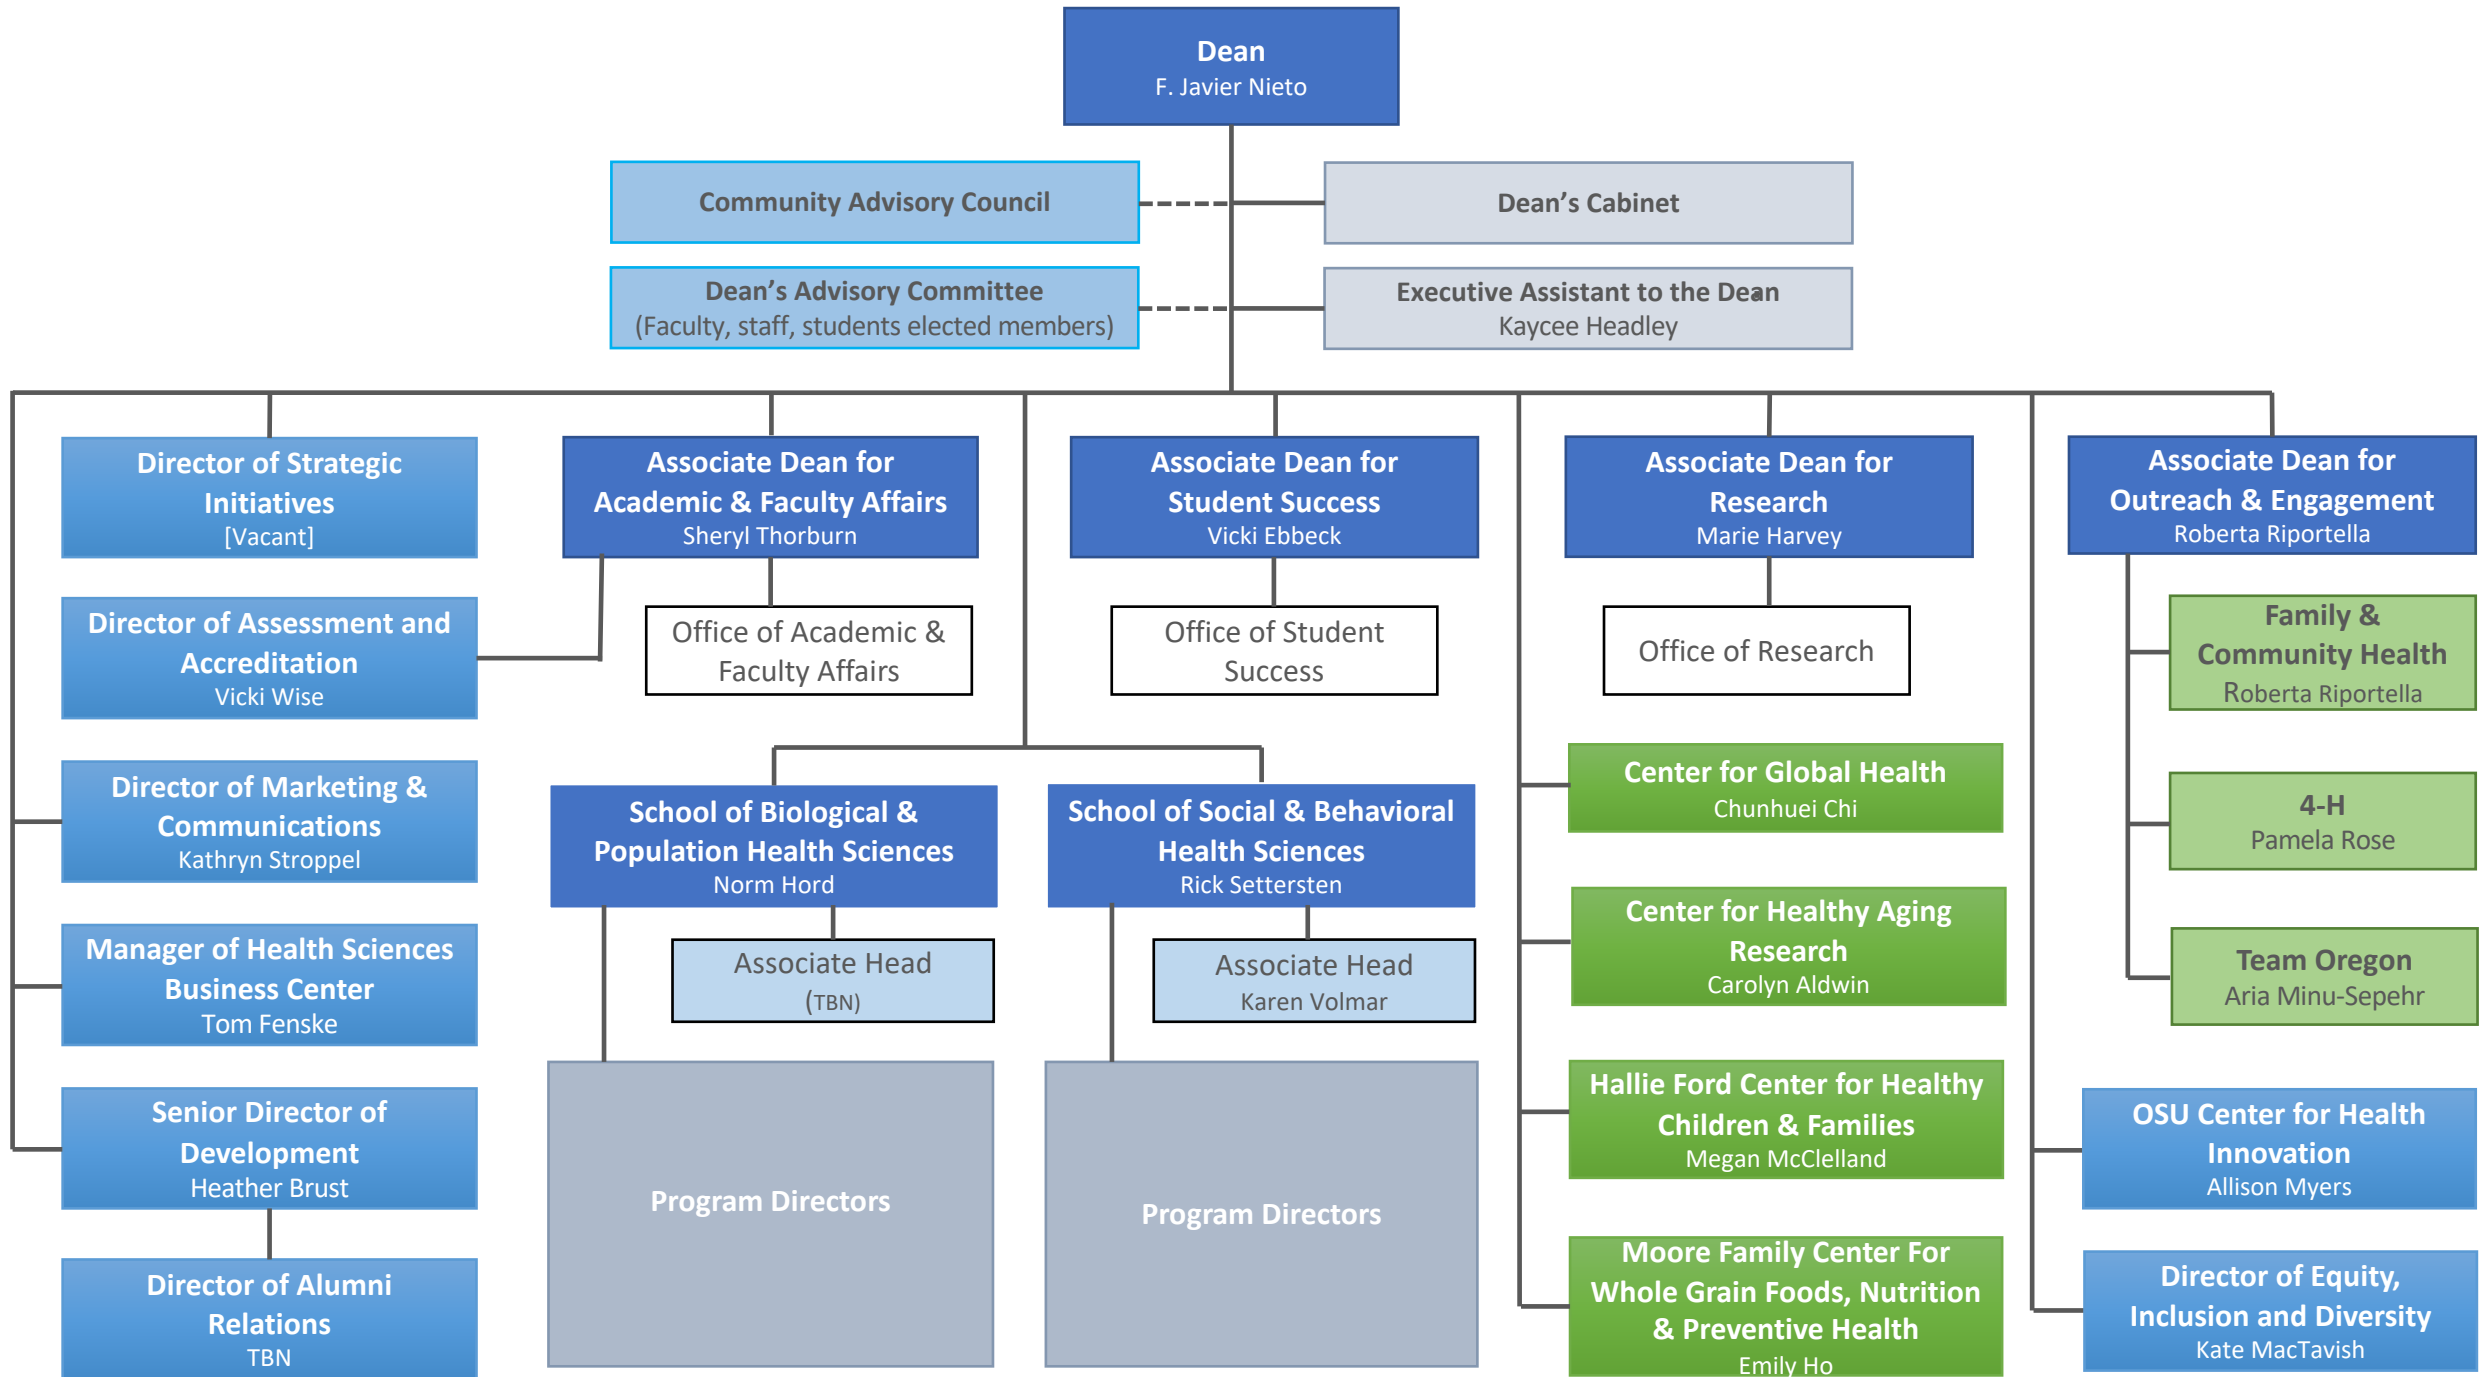 Dean
F. Javier Nieto
Community Advisory Council
Dean's Cabinet
Dean's Advisory Committee
(Faculty, staff, students elected members)
Executive Assistant to the Dean
Kaycee Headley
Director of Strategic
Initiatives
[Vacant]
Associate Dean for
Academic & Faculty Affairs
Sheryl Thorburn
Associate Dean for
Student Success
Vicki Ebbeck
Associate Dean for
Research
Marie Harvey
Associate Dean for
Outreach & Engagement
Roberta Riportella
Director of Assessment and
Accreditation
Vicki Wise
Office of Academic &
Faculty Affairs
Office of Student
Success
Office of Research
Family &
Community Health
Roberta Riportella
Director of Marketing &
Communications
Kathryn Stroppel
School of Biological &
Population Health Sciences
Norm Hord
School of Social & Behavioral
Health Sciences
Rick Settersten
Center for Global Health
Chunhuei Chi
4-H
Pamela Rose
Manager of Health Sciences
Business Center
Tom Fenske
Associate Head
(TBN)
Associate Head
Karen Volmar
Center for Healthy Aging
Research
Carolyn Aldwin
Team Oregon
Aria Minu-Sepehr
Senior Director of
Development
Heather Brust
Program Directors
Program Directors
Hallie Ford Center for Healthy
Children & Families
Megan McClelland
OSU Center for Health
Innovation
Allison Myers
Director of Alumni
Relations
TBN
Moore Family Center For
Whole Grain Foods, Nutrition
& Preventive Health
Emily Ho
Director of Equity,
Inclusion and Diversity
Kate MacTavish